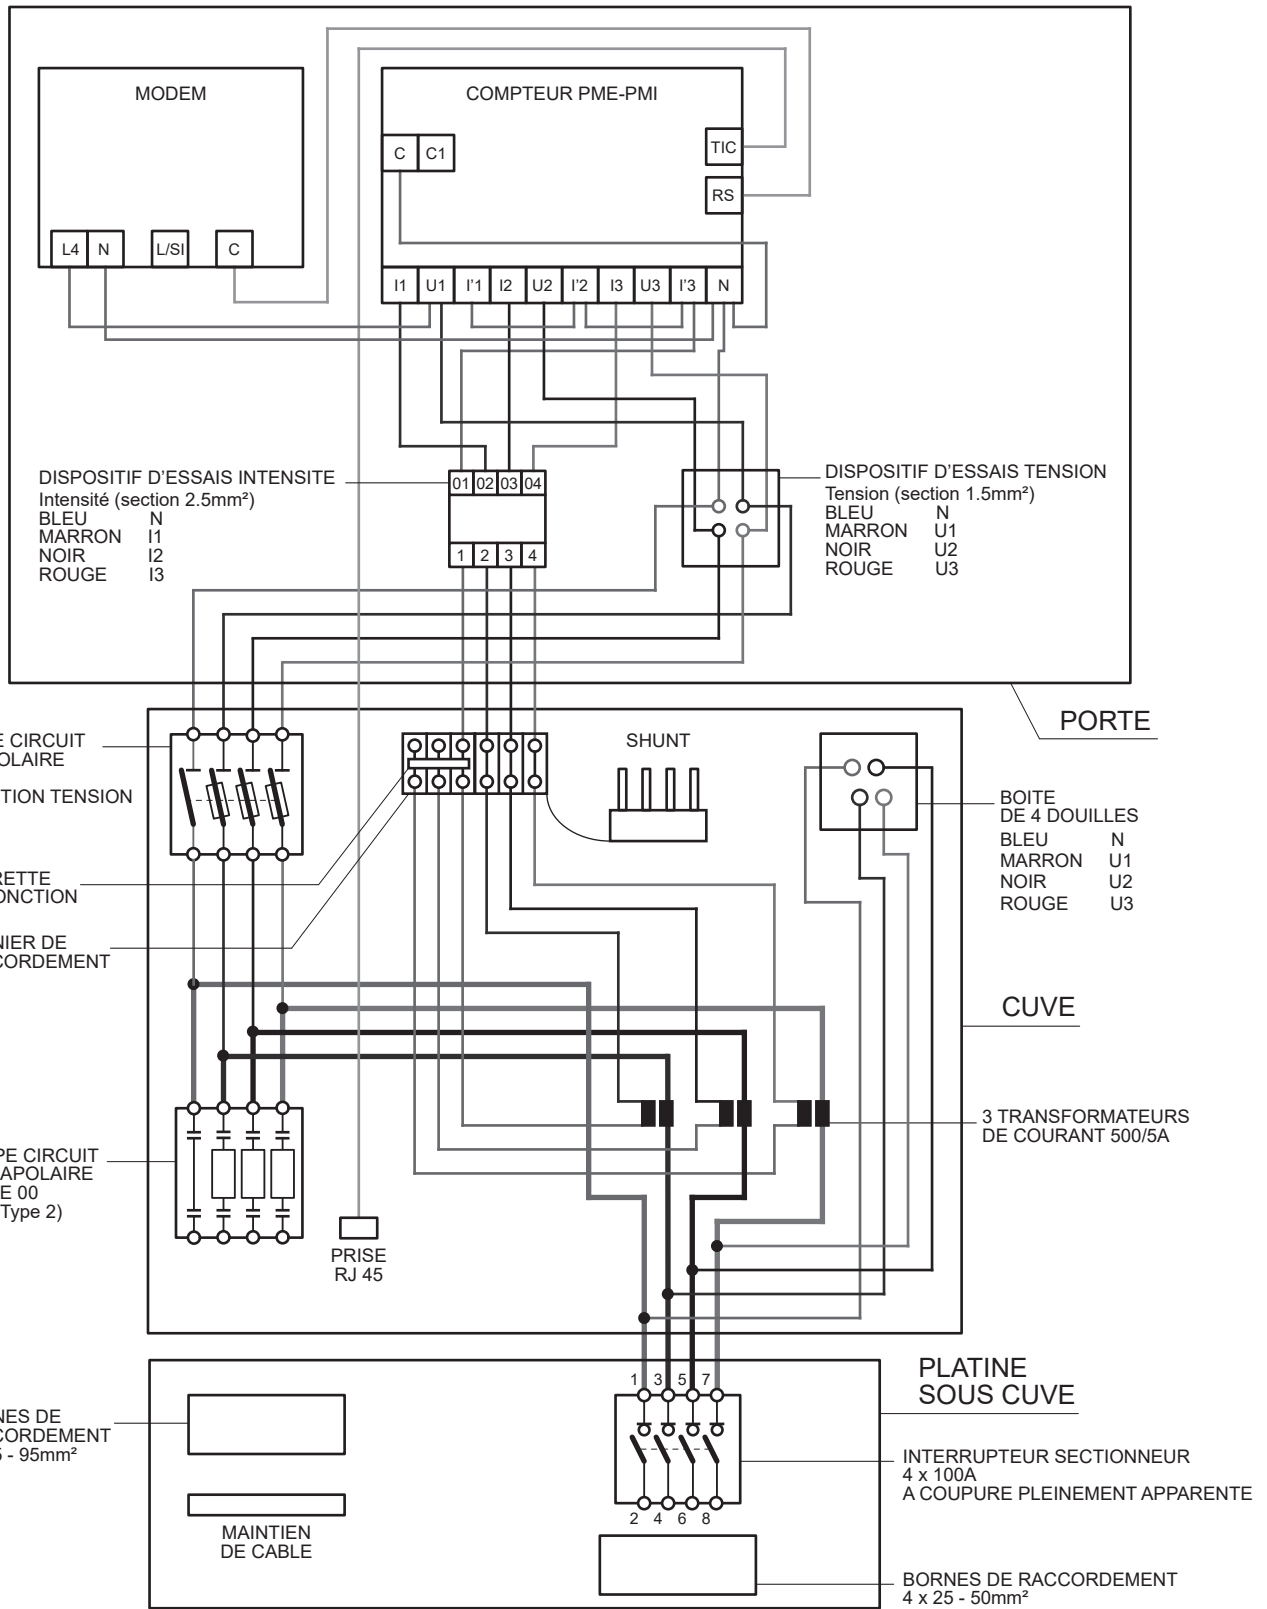 MODEM
COMPTEUR PME-PMI
C C1
TIC
RS
L4 N L/SI C
I1 U1 I'1 I2 U2 I'2 I3 U3 I'3 N
DISPOSITIF D'ESSAIS INTENSITE
Intensité (section 2.5mm²)
BLEU N
MARRON I1
NOIR I2
ROUGE I3
01 02 03 04
1 2 3 4
DISPOSITIF D'ESSAIS TENSION
Tension (section 1.5mm²)
BLEU N
MARRON U1
NOIR U2
ROUGE U3
PORTE
E CIRCUIT
OLAIRE
TION TENSION
SHUNT
BOITE
DE 4 DOUILLES
BLEU N
MARRON U1
NOIR U2
ROUGE U3
RETTE
ONCTION
NIER DE
CORDEMENT
CUVE
3 TRANSFORMATEURS
DE COURANT 500/5A
PE CIRCUIT
APOLAIRE
E 00
Type 2)
PRISE
RJ 45
PLATINE
SOUS CUVE
1 3 5 7
NES DE
CORDEMENT
5 - 95mm²
INTERRUPTEUR SECTIONNEUR
4 x 100A
A COUPURE PLEINEMENT APPARENTE
2 4 6 8
MAINTIEN
DE CABLE
BORNES DE RACCORDEMENT
4 x 25 - 50mm²